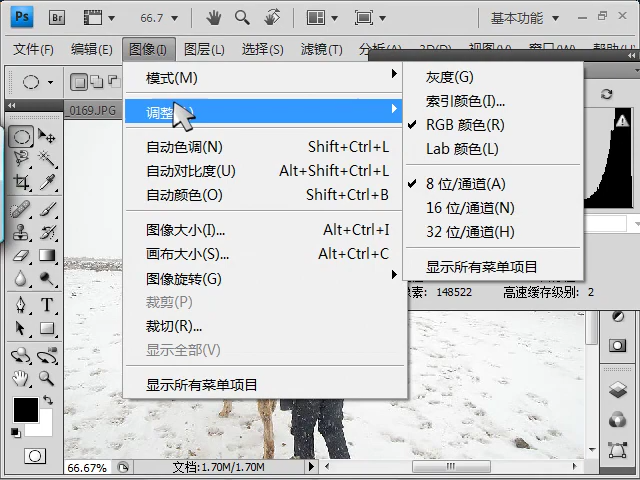 Ps Br 66.7 基本功能
文件(F) 编辑(E) 图像(I) 图层(L) 选择(S) 滤镜(T)
模式(M)
调整
自动色调(N) Shift+Ctrl+L
自动对比度(U) Alt+Shift+Ctrl+L
自动颜色(O) Shift+Ctrl+B
图像大小(I)... Alt+Ctrl+I
画布大小(S)... Alt+Ctrl+C
图像旋转(G)
裁剪(P)
裁切(R)...
显示全部(V)
显示所有菜单项目
灰度(G)
索引颜色(I)...
RGB 颜色(R)
Lab 颜色(L)
8 位/通道(A)
16 位/通道(N)
32 位/通道(H)
显示所有菜单项目
_0169.JPG
素: 148522 高速缓存级别: 2
66.67% 文档:1.70M/1.70M